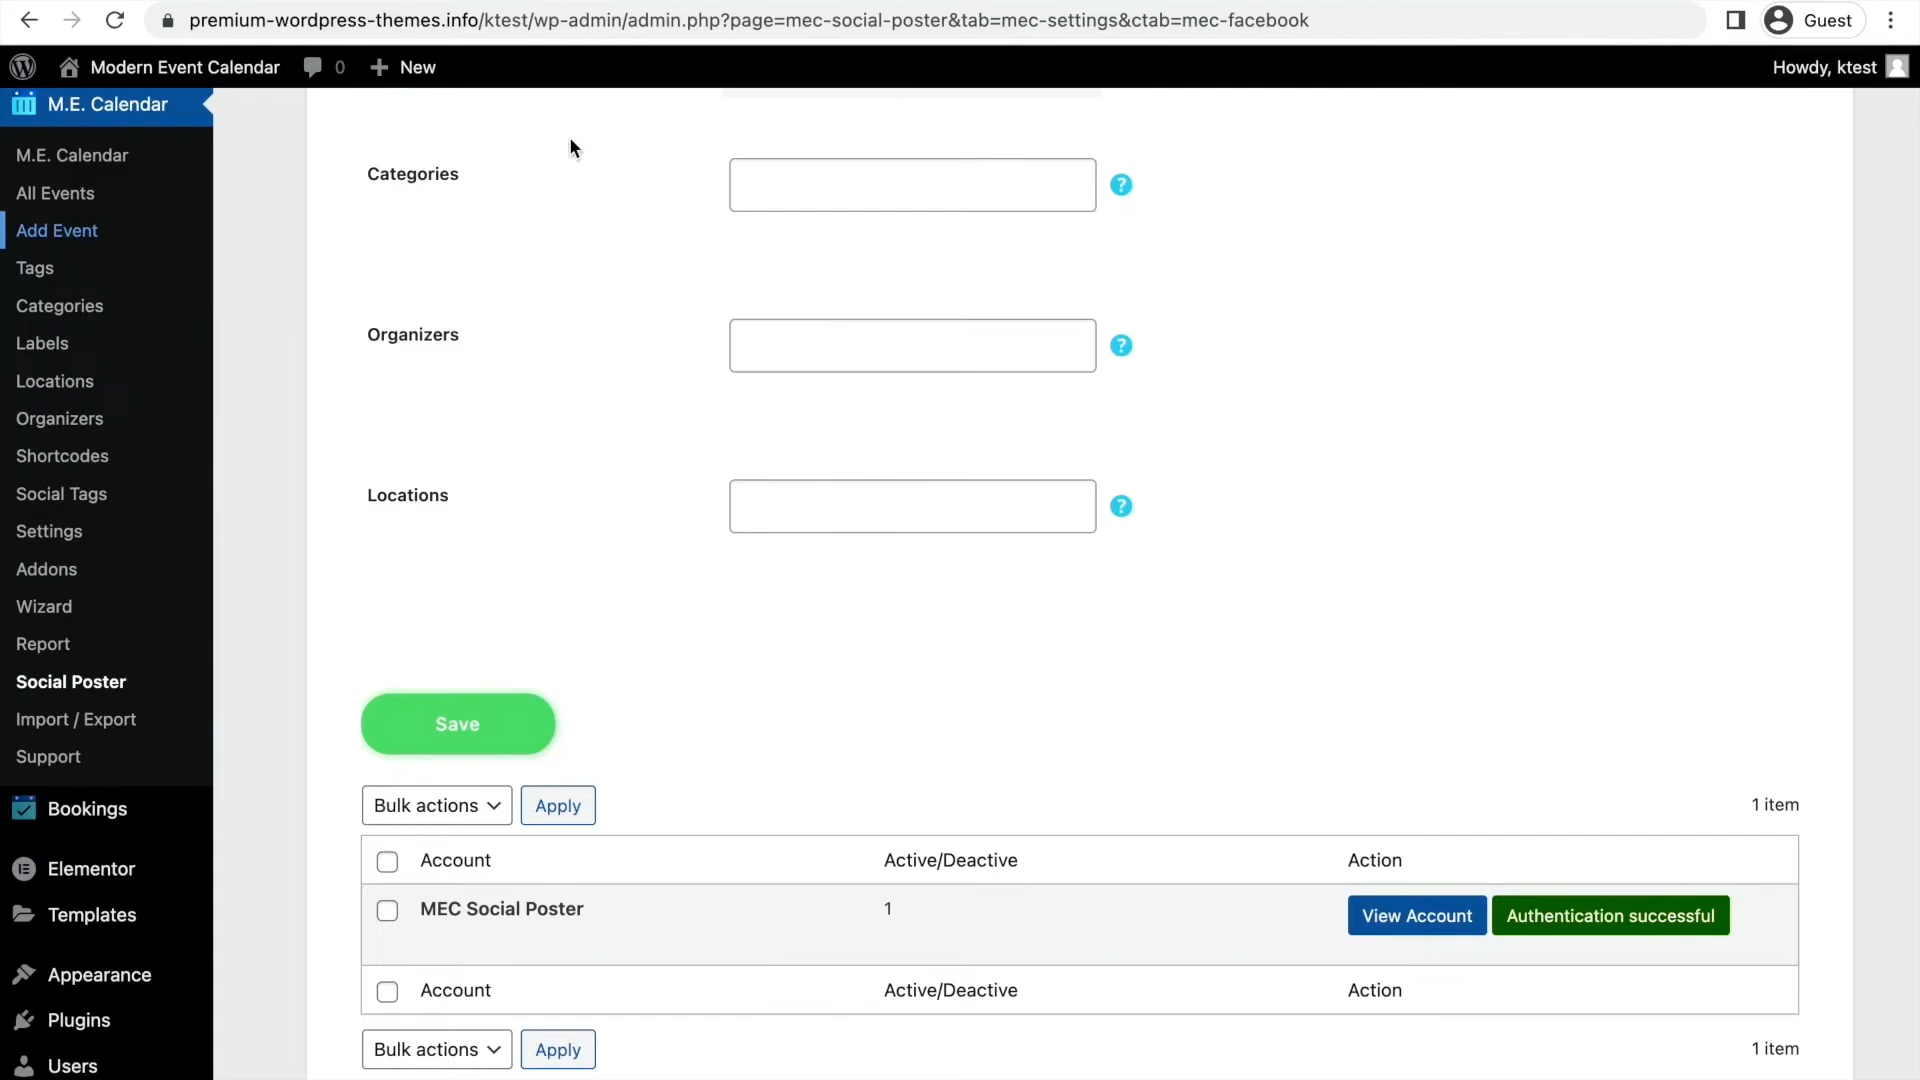 premium-wordpress-themes.info/ktest/wp-admin/admin.php?page=mec-social-poster&tab=mec-settings&ctab=mec-facebook
Guest
Modern Event Calendar
0
New
Howdy, ktest
M.E. Calendar
M.E. Calendar
All Events
Add Event
Tags
Categories
Labels
Locations
Organizers
Shortcodes
Social Tags
Settings
Addons
Wizard
Report
Social Poster
Import / Export
Support
Bookings
Elementor
Templates
Appearance
Plugins
Users
Categories
?
Organizers
?
Locations
?
Save
Bulk actions
Apply
1 item
Account
Active/Deactive
Action
MEC Social Poster
1
View Account
Authentication successful
Account
Active/Deactive
Action
Bulk actions
Apply
1 item